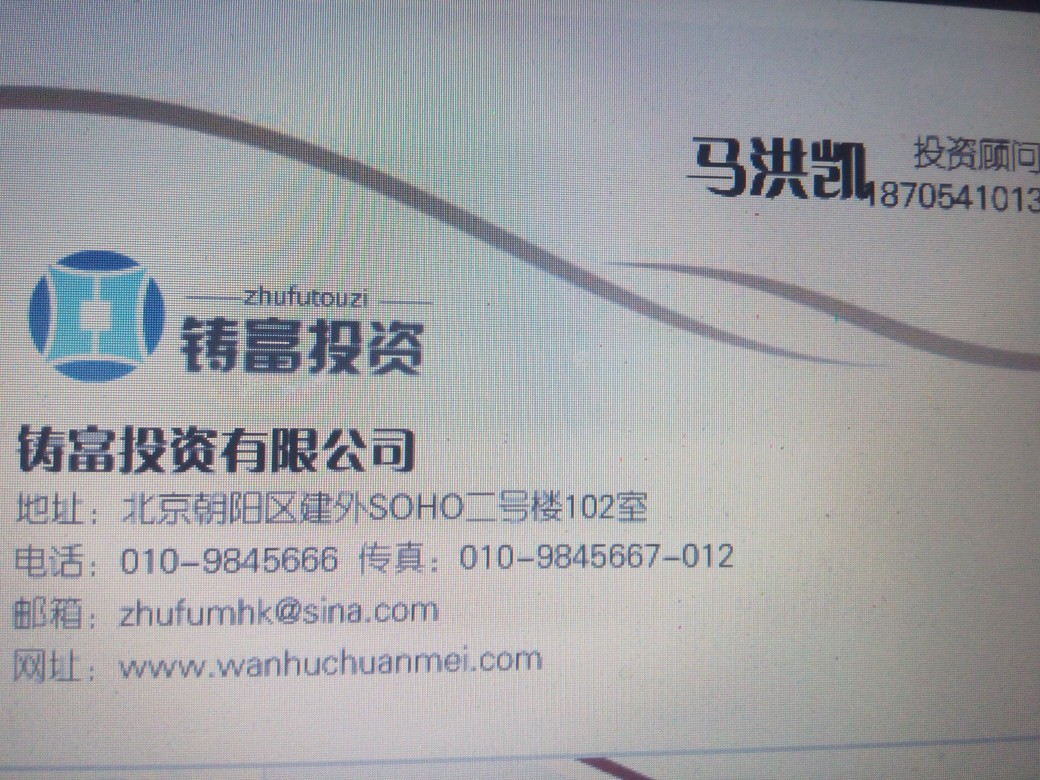 马洪凯 投资顾问
1870541013
zhufutouzi
铸富投资
铸富投资有限公司
地址：北京朝阳区建外SOHO二号楼102室
电话：010-9845666 传真：010-9845667-012
邮箱：zhufumhk@sina.com
网址：www.wanhuchuanmei.com